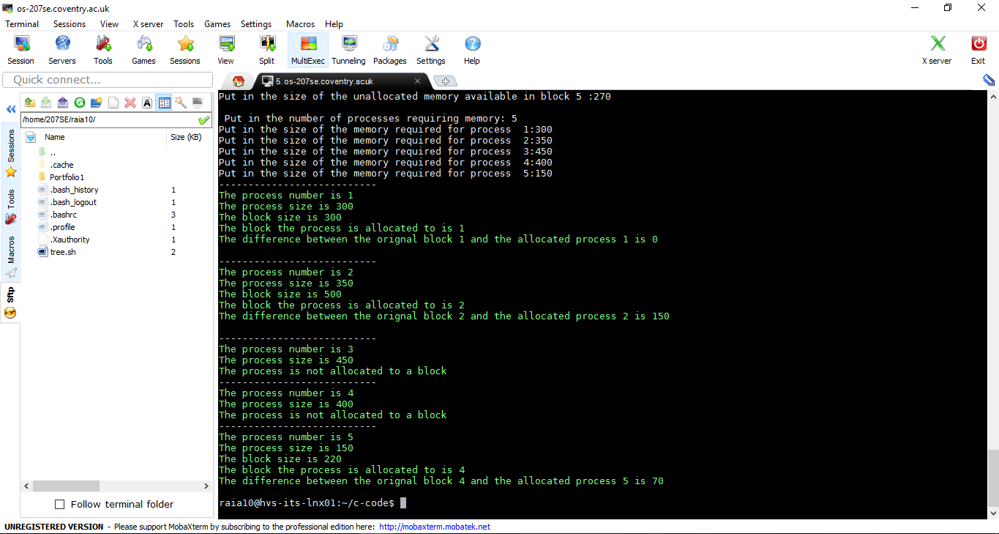 os-207se.coventry.ac.uk
Terminal Sessions View X server Tools Games Settings Macros Help
Session Servers Tools Games Sessions View Split MultiExec Tunneling Packages Settings Help X server Exit
Quick connect...
5. os-207se.coventry.ac.uk
/home/207SE/raia10/
Name Size (KB)
..
.cache
Portfolio1
.bash_history 1
.bash_logout 1
.bashrc 3
.profile 1
.Xauthority 1
tree.sh 2
Sessions
Tools
Macros
Sftp
Follow terminal folder
Put in the size of the unallocated memory available in block 5 :270
Put in the number of processes requiring memory: 5
Put in the size of the memory required for process 1:300
Put in the size of the memory required for process 2:350
Put in the size of the memory required for process 3:450
Put in the size of the memory required for process 4:400
Put in the size of the memory required for process 5:150
---------------------------
The process number is 1
The process size is 300
The block size is 300
The block the process is allocated to is 1
The difference between the orignal block 1 and the allocated process 1 is 0
---------------------------
The process number is 2
The process size is 350
The block size is 500
The block the process is allocated to is 2
The difference between the orignal block 2 and the allocated process 2 is 150
---------------------------
The process number is 3
The process size is 450
The process is not allocated to a block
---------------------------
The process number is 4
The process size is 400
The process is not allocated to a block
---------------------------
The process number is 5
The process size is 150
The block size is 220
The block the process is allocated to is 4
The difference between the orignal block 4 and the allocated process 5 is 70
raia10@hvs-its-lnx01:~/c-code$
UNREGISTERED VERSION - Please support MobaXterm by subscribing to the professional edition here: http://mobaxterm.mobatek.net